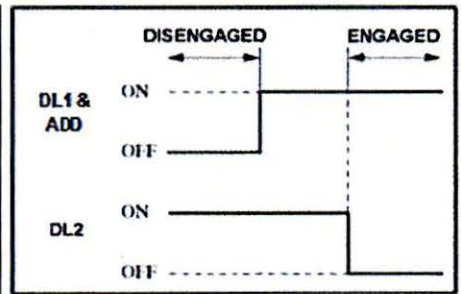 DISENGAGED ENGAGED
DL1 & ADD
ON
OFF
DL2
ON
OFF